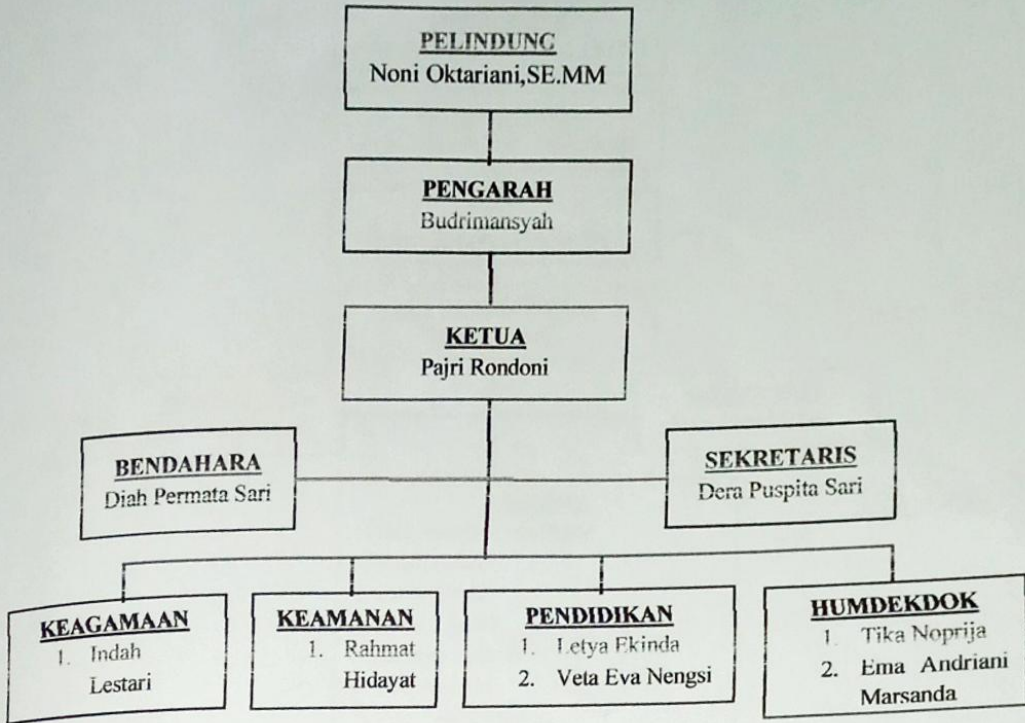 PELINDUNG
Noni Oktariani,SE.MM
PENGARAH
Budrimansyah
KETUA
Pajri Rondoni
BENDAHARA
Diah Permata Sari
SEKRETARIS
Dera Puspita Sari
KEAGAMAAN
1. Indah
Lestari
KEAMANAN
1. Rahmat
Hidayat
PENDIDIKAN
1. Letya Ekinda
2. Veta Eva Nengsi
HUMDEKDOK
1. Tika Noprija
2. Ema Andriani
Marsanda